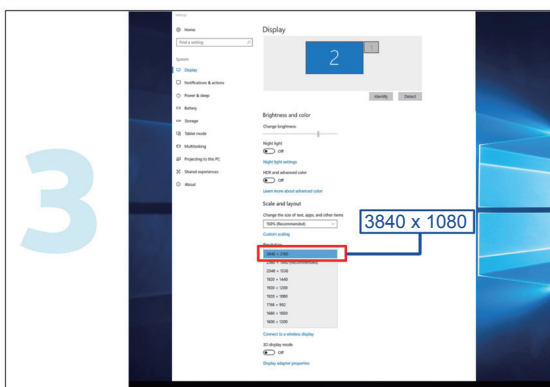 Settings
Home
Display
Find a setting
System
Display
Notifications & actions
Power & sleep
Battery
Storage
Tablet mode
Multitasking
Projecting to this PC
Shared experiences
About
2
1
Identify
Detect
Brightness and color
Change brightness
Night light
Off
Night light settings
HDR and advanced color
Off
Learn more about advanced color
Scale and layout
Change the size of text, apps, and other items
150% (Recommended)
Custom scaling
Resolution
3840 × 2160
2560 × 1440 (Recommended)
2048 × 1536
1920 × 1440
1920 × 1200
1920 × 1080
1680 × 1050
1600 × 1200
Connect to a wireless display
3D display mode
Off
Display adapter properties
3840 x 1080
3